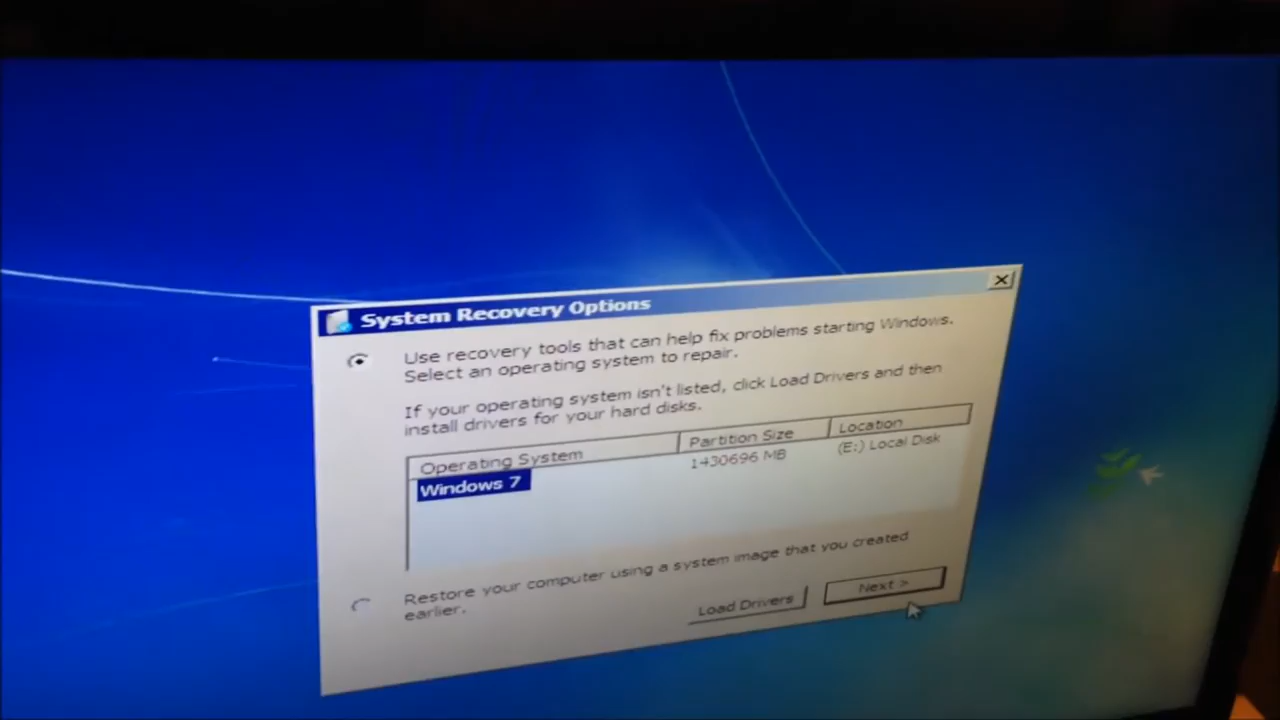 System Recovery Options
Use recovery tools that can help fix problems starting Windows.
Select an operating system to repair.
If your operating system isn't listed, click Load Drivers and then
install drivers for your hard disks.
Operating System Partition Size Location
Windows 7 1430696 MB (E:) Local Disk
Restore your computer using a system image that you created
earlier.
Load Drivers Next >